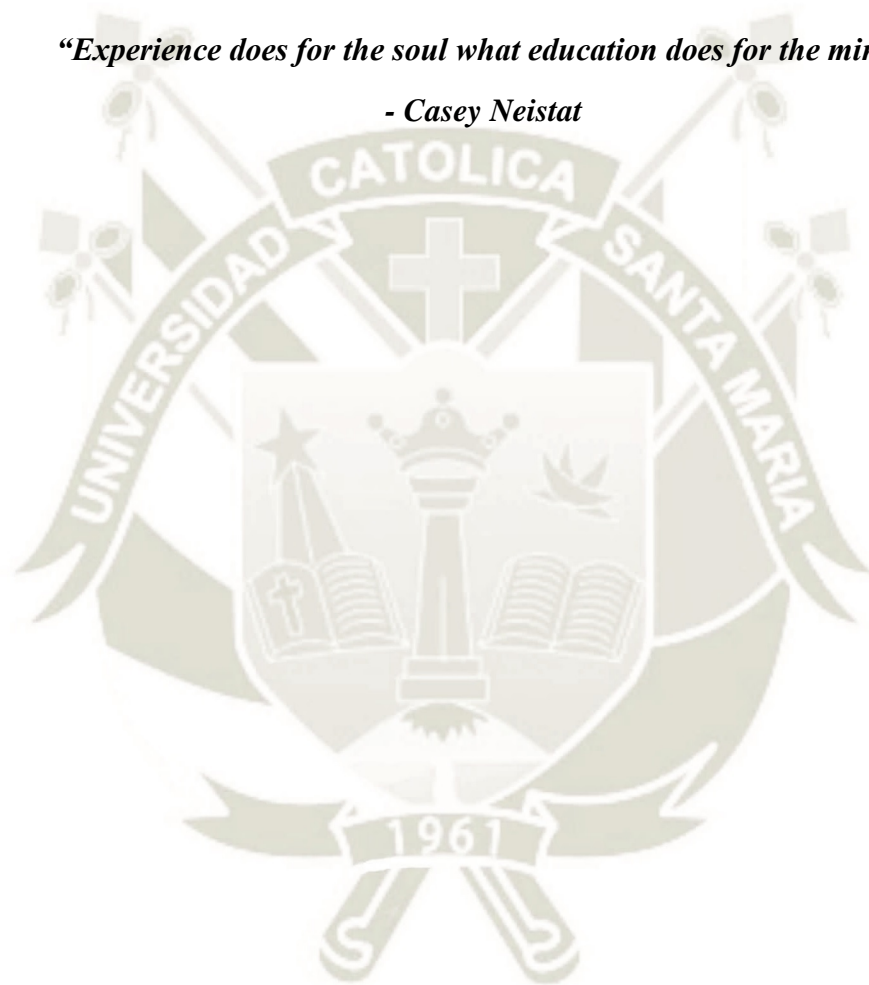 “Experience does for the soul what education does for the
- Casey Neistat
CATOLICA
UNIVERSIDAD
SANTA MARIA
1961